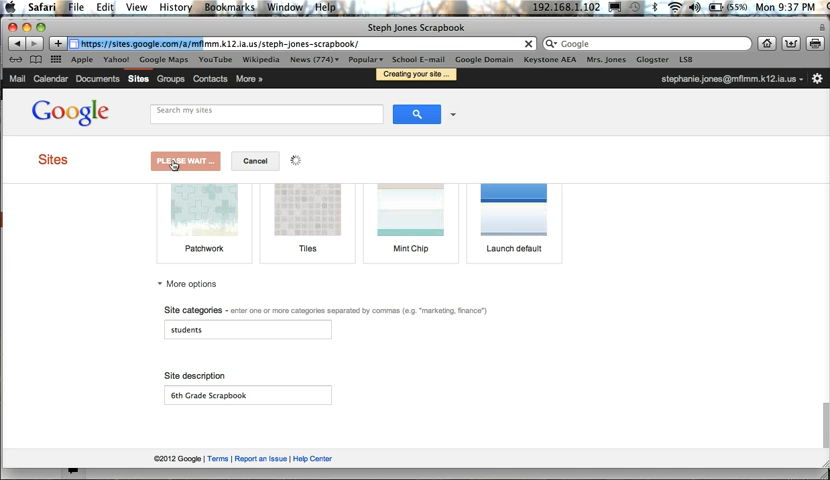 Safari File Edit View History Bookmarks Window Help 192.168.1.102 (55%) Mon 9:37 PM
Steph Jones Scrapbook
https://sites.google.com/a/mflmm.k12.ia.us/steph-jones-scrapbook/ Google
Apple Yahoo! Google Maps YouTube Wikipedia News (774) Popular School E-mail Google Domain Keystone AEA Mrs. Jones Glogster LSB
Creating your site ...
Mail Calendar Documents Sites Groups Contacts More » stephanie.jones@mflmm.k12.ia.us
Google Search my sites
Sites PLEASE WAIT ... Cancel
Patchwork Tiles Mint Chip Launch default
More options
Site categories - enter one or more categories separated by commas (e.g. "marketing, finance")
students
Site description
6th Grade Scrapbook
©2012 Google | Terms | Report an Issue | Help Center